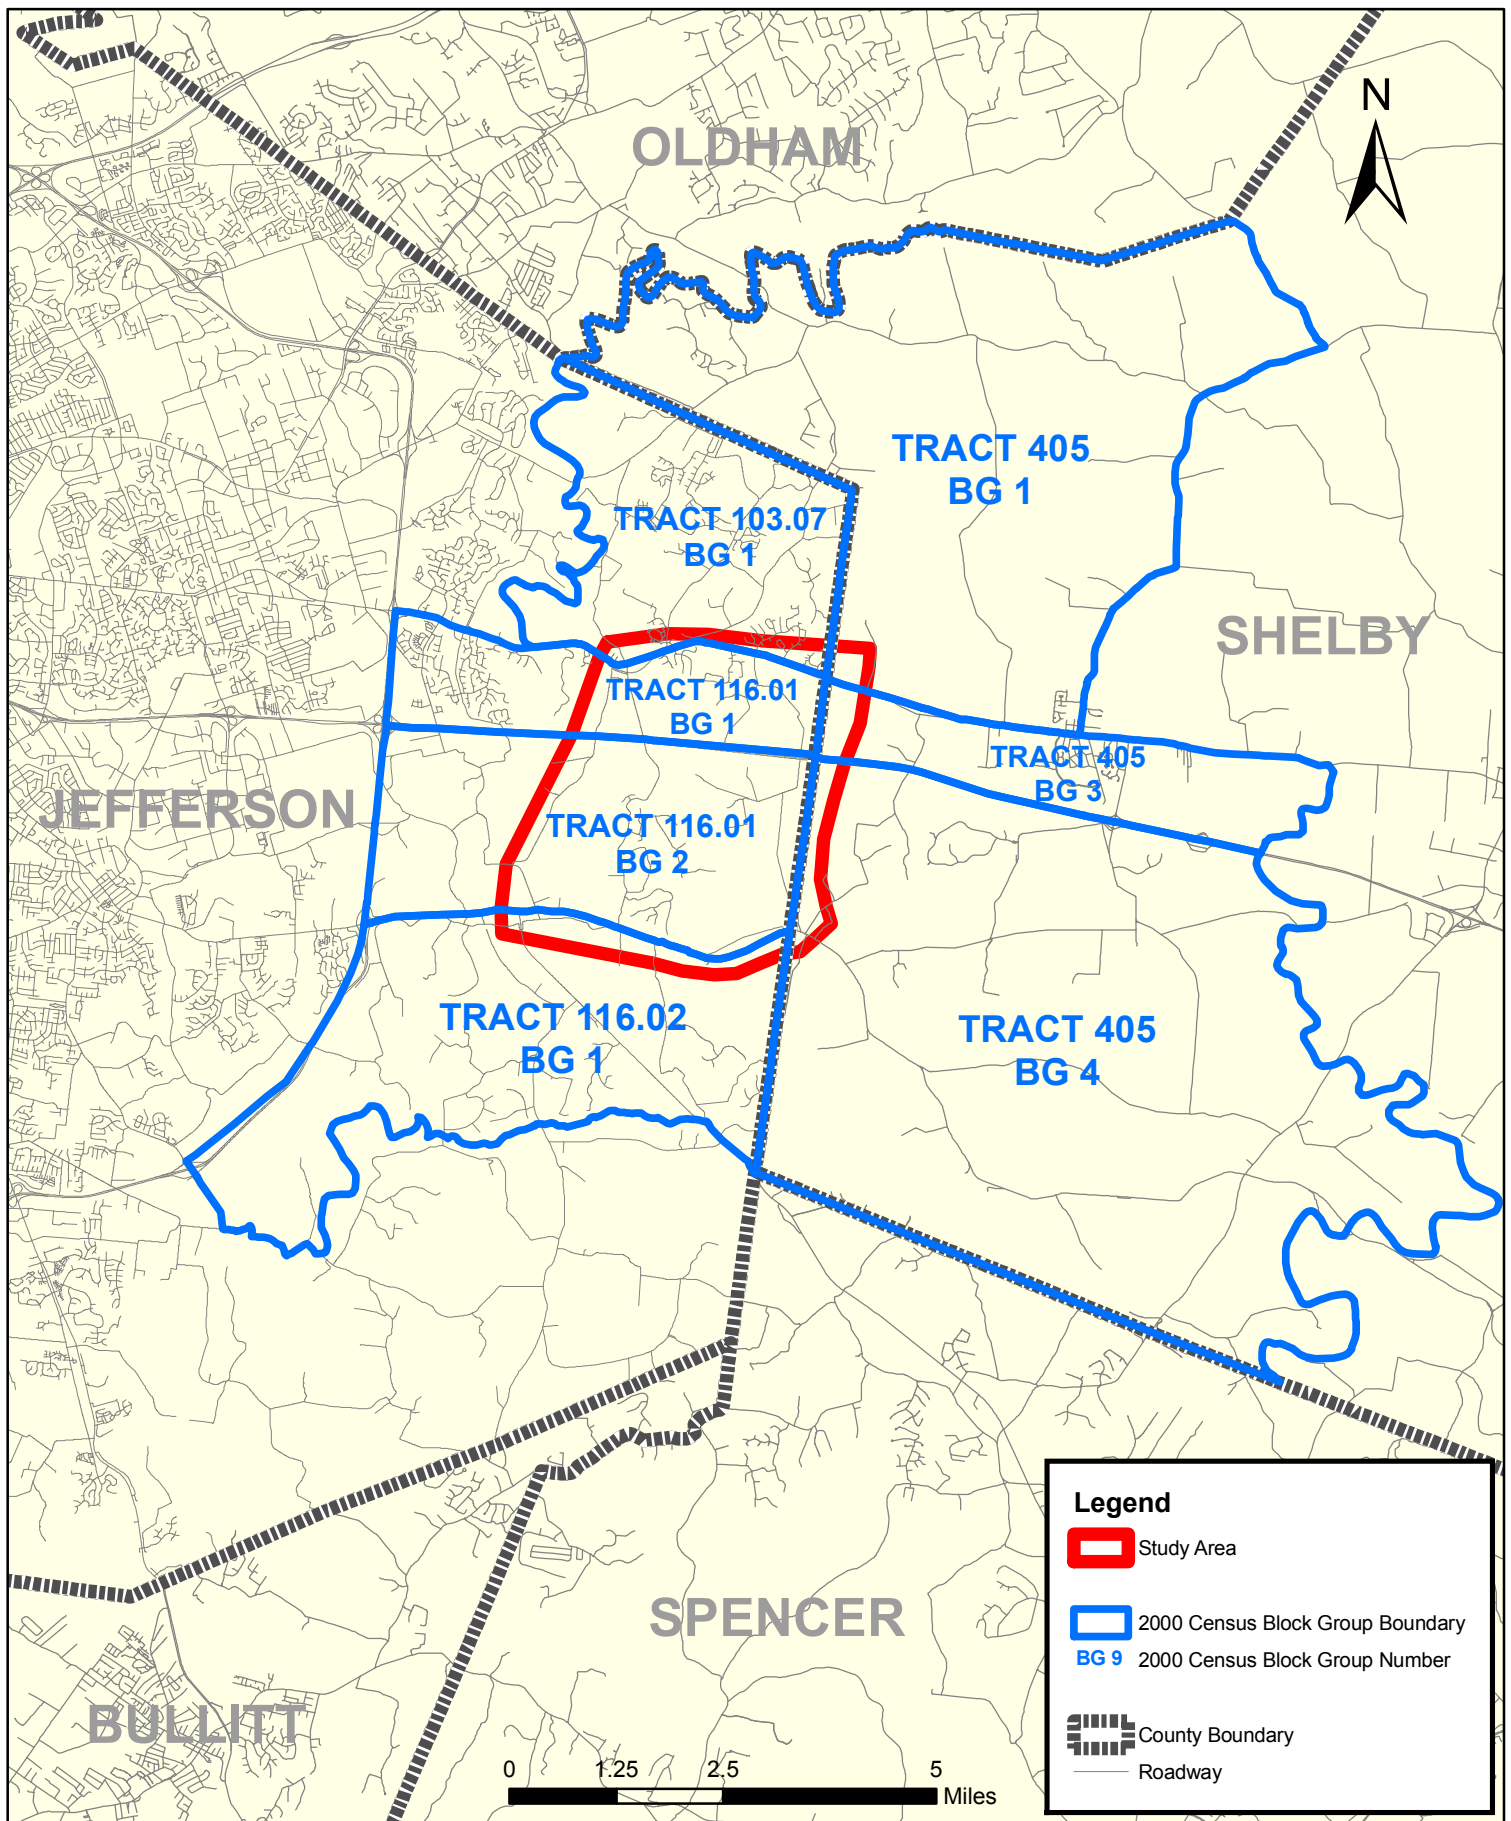 N
OLDHAM
TRACT 405
BG 1
TRACT 103.07
BG 1
SHELBY
TRACT 116.01
BG 1
TRACT 405
BG 3
JEFFERSON
TRACT 116.01
BG 2
TRACT 116.02
BG 1
TRACT 405
BG 4
SPENCER
BULLITT
Legend
Study Area
2000 Census Block Group Boundary
BG 9 2000 Census Block Group Number
County Boundary
Roadway
0 1.25 2.5 5
Miles